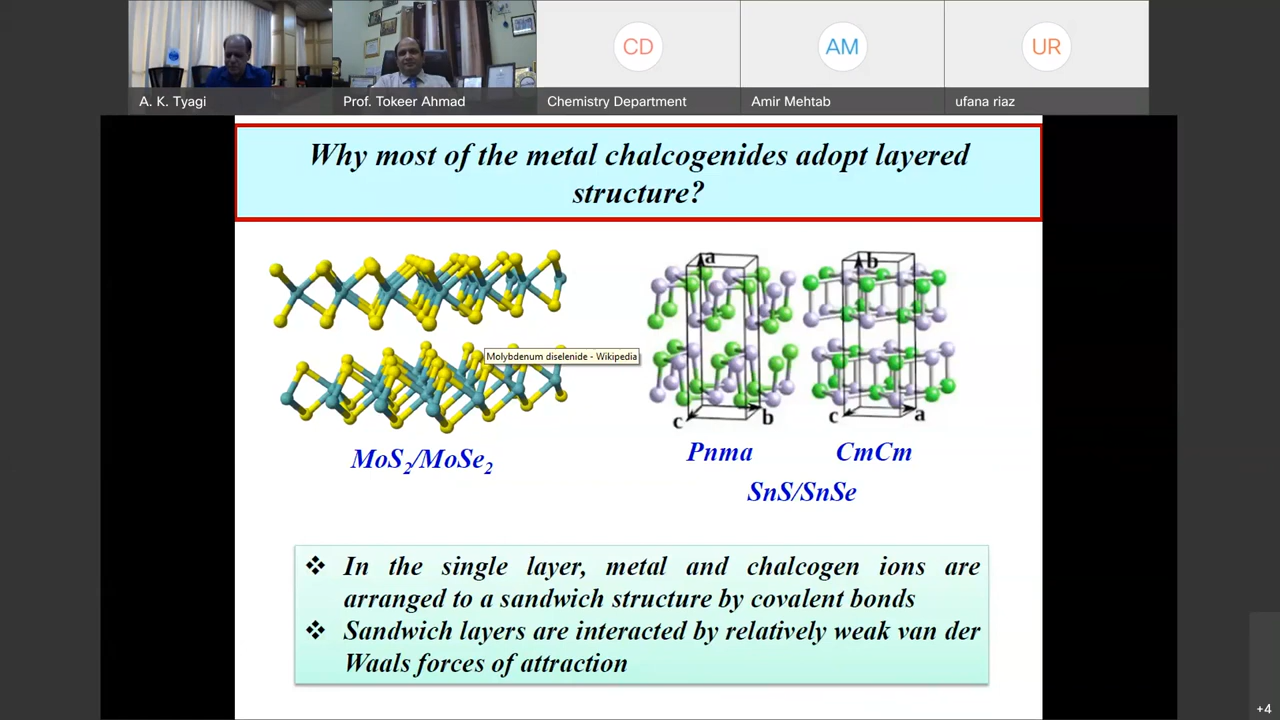 CD
AM
UR
A. K. Tyagi
Prof. Tokeer Ahmad
Chemistry Department
Amir Mehtab
ufana riaz
Why most of the metal chalcogenides adopt layered
structure?
a
b
c
b
c
a
Molybdenum diselenide - Wikipedia
MoS2/MoSe2
Pnma
CmCm
SnS/SnSe
❖ In the single layer, metal and chalcogen ions are
arranged to a sandwich structure by covalent bonds
❖ Sandwich layers are interacted by relatively weak van der
Waals forces of attraction
+4